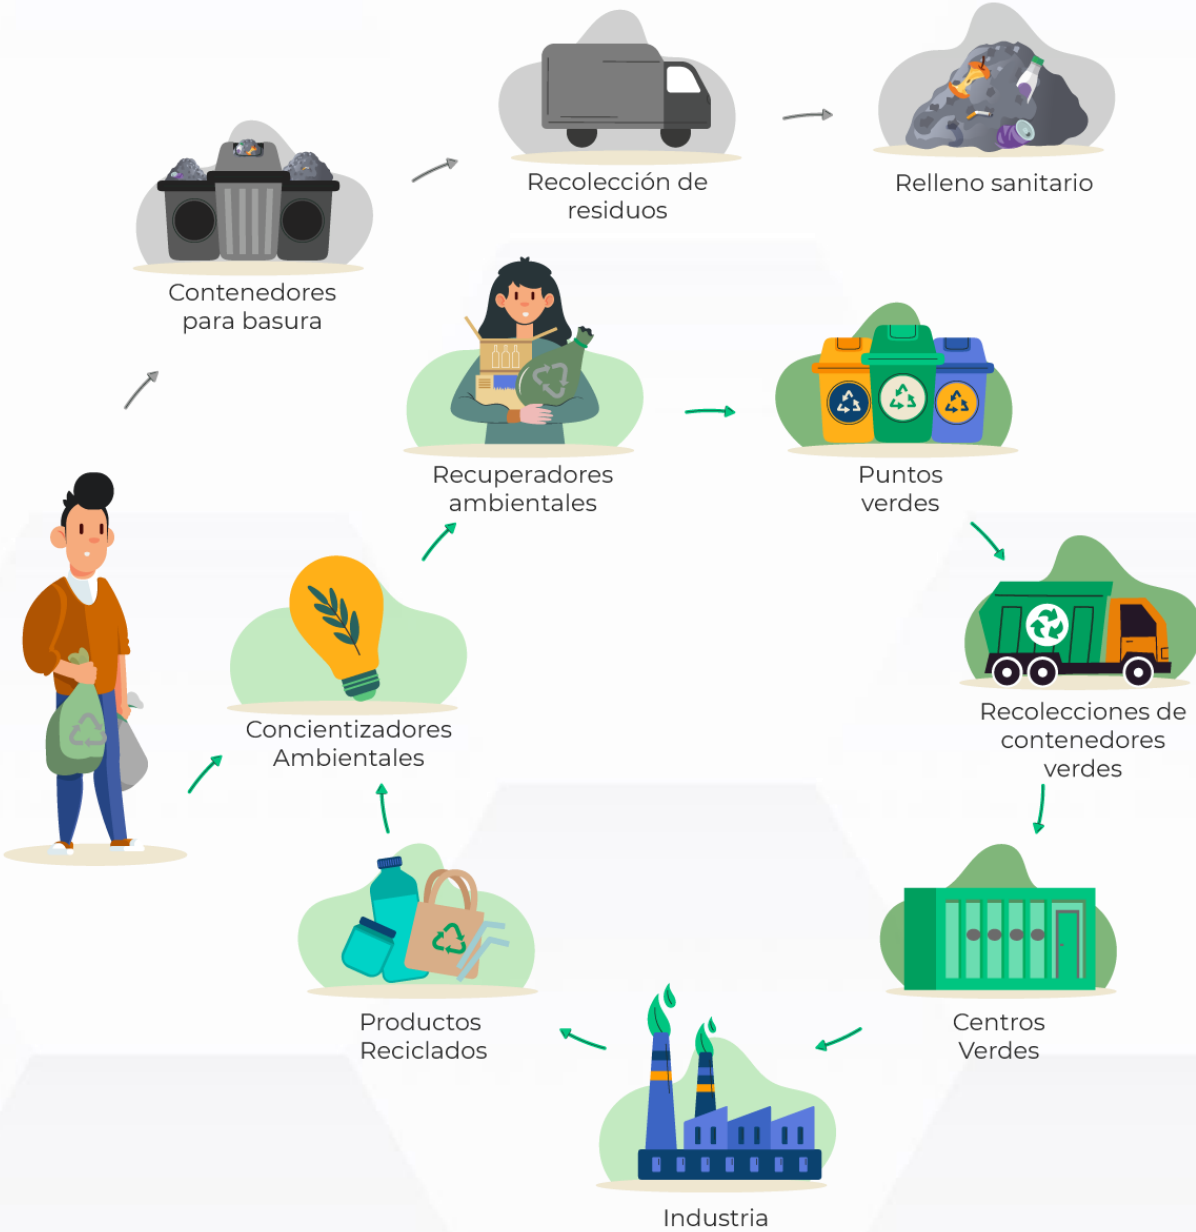 Recolección de
residuos
Relleno sanitario
Contenedores
para basura
Recuperadores
ambientales
Puntos
verdes
Concientizadores
Ambientales
Recolecciones de
contenedores
verdes
Productos
Reciclados
Centros
Verdes
Industria